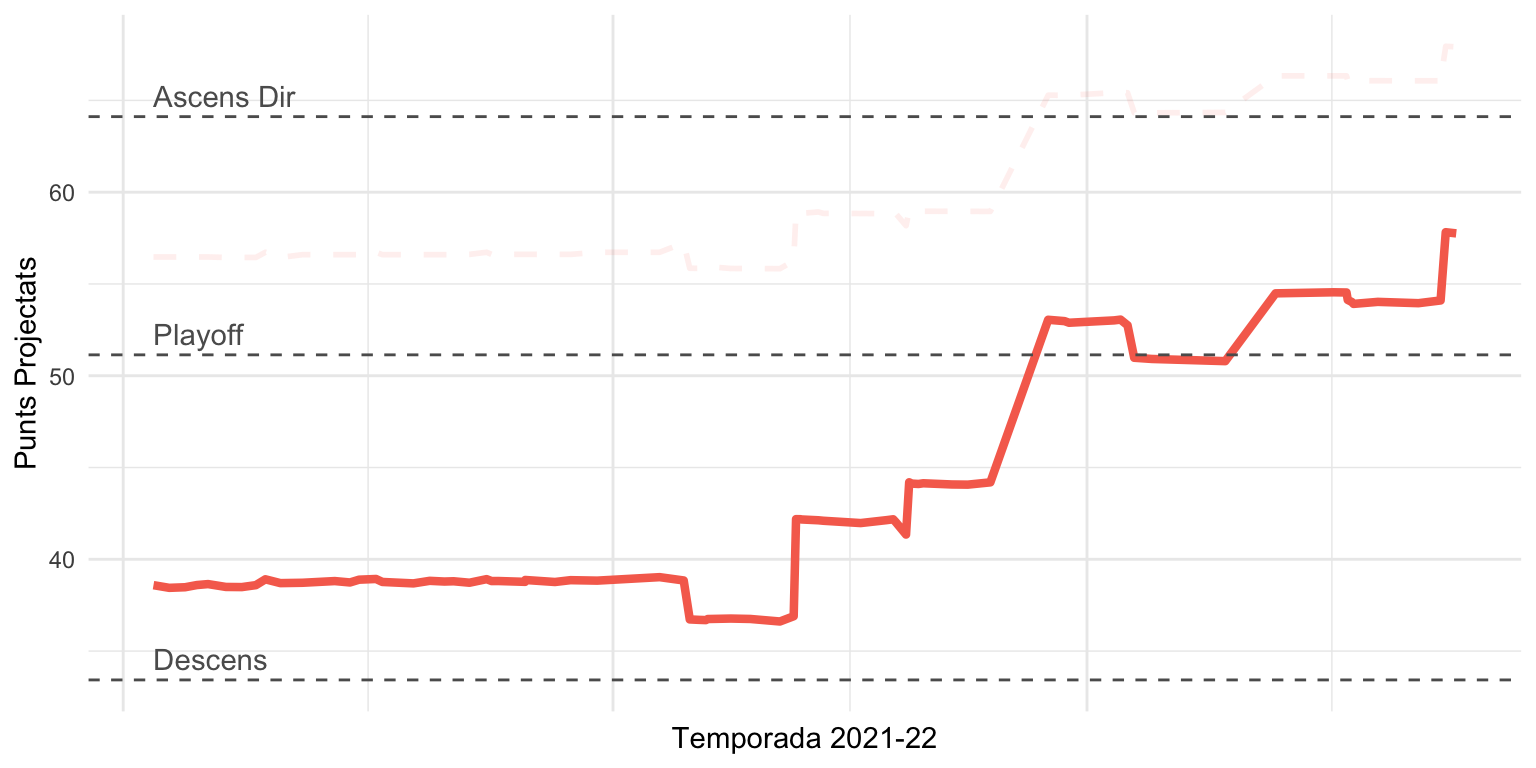 Ascens Dir
60
Playoff
50
40
Descens
Punts Projectats
Temporada 2021-22